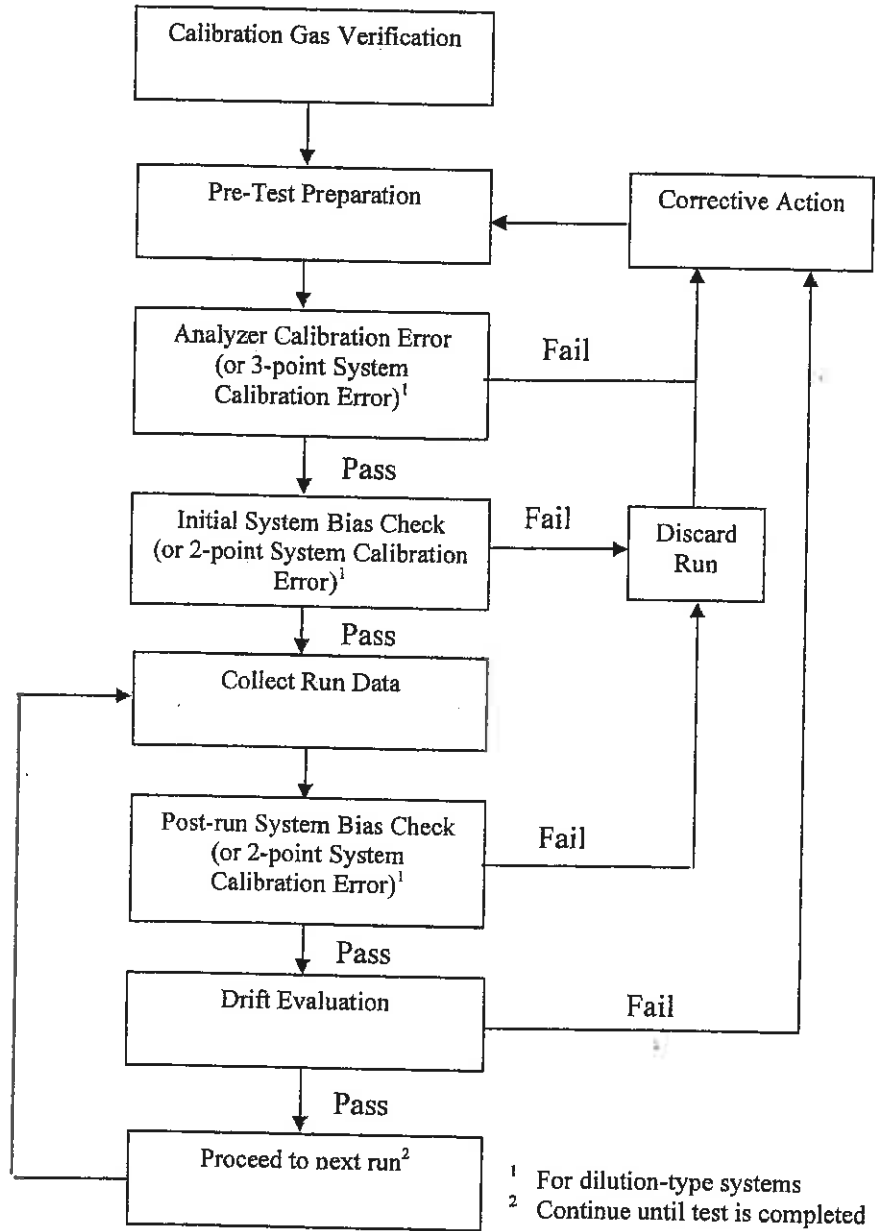 Calibration Gas Verification
Pre-Test Preparation
Corrective Action
Analyzer Calibration Error
(or 3-point System
Calibration Error)¹
Fail
Pass
Initial System Bias Check
(or 2-point System Calibration
Error)¹
Fail
Discard
Run
Pass
Collect Run Data
Post-run System Bias Check
(or 2-point System
Calibration Error)¹
Fail
Pass
Drift Evaluation
Fail
Pass
Proceed to next run²
¹ For dilution-type systems
² Continue until test is completed